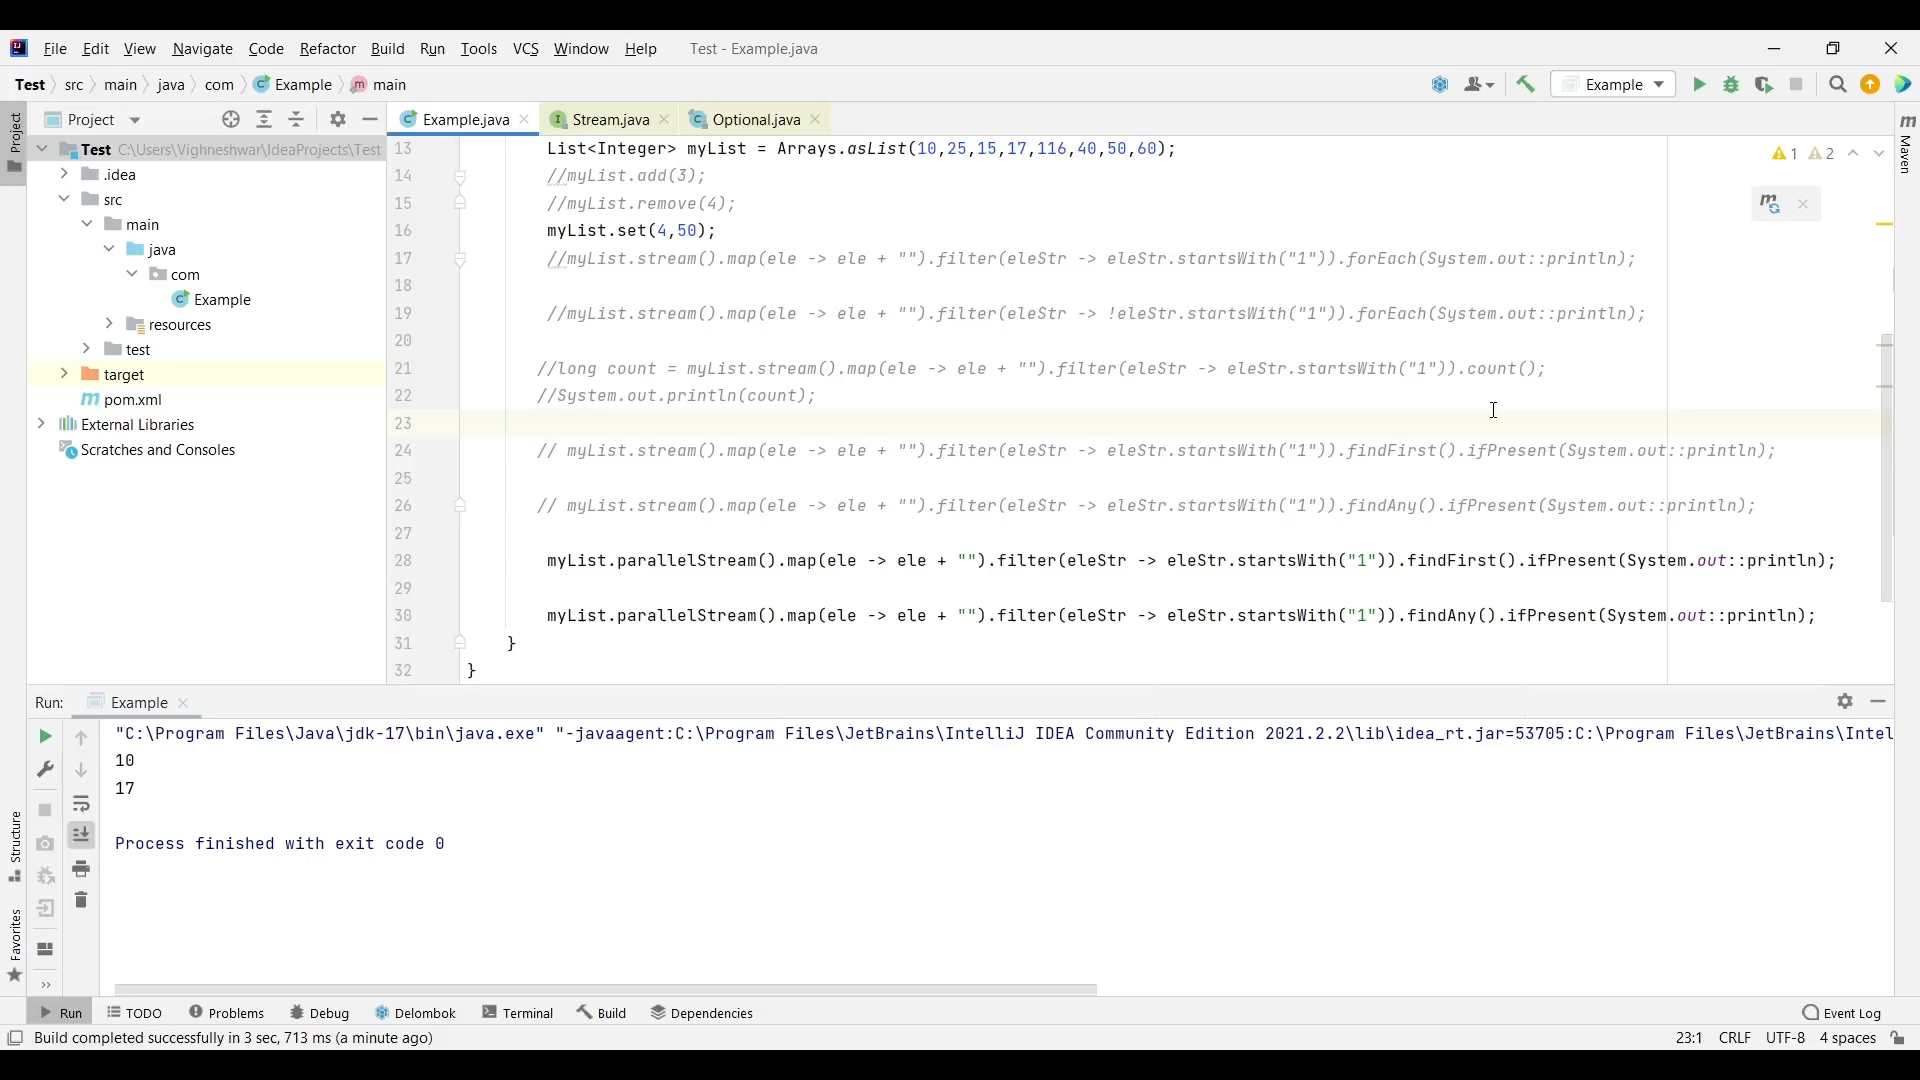 File Edit View Navigate Code Refactor Build Run Tools VCS Window Help Test - Example.java
Test src main java com Example main
Example
Project
Example.java Stream.java Optional.java
Project
Maven
Test C:\Users\Vighneshwar\IdeaProjects\Test
.idea
src
main
java
com
Example
resources
test
target
pom.xml
External Libraries
Scratches and Consoles
1 2
13 List<Integer> myList = Arrays.asList(10,25,15,17,116,40,50,60);
14 //myList.add(3);
15 //myList.remove(4);
16 myList.set(4,50);
17 //myList.stream().map(ele -> ele + "").filter(eleStr -> eleStr.startsWith("1")).forEach(System.out::println);
18
19 //myList.stream().map(ele -> ele + "").filter(eleStr -> !eleStr.startsWith("1")).forEach(System.out::println);
20
21 //long count = myList.stream().map(ele -> ele + "").filter(eleStr -> eleStr.startsWith("1")).count();
22 //System.out.println(count);
23
24 // myList.stream().map(ele -> ele + "").filter(eleStr -> eleStr.startsWith("1")).findFirst().ifPresent(System.out::println);
25
26 // myList.stream().map(ele -> ele + "").filter(eleStr -> eleStr.startsWith("1")).findAny().ifPresent(System.out::println);
27
28 myList.parallelStream().map(ele -> ele + "").filter(eleStr -> eleStr.startsWith("1")).findFirst().ifPresent(System.out::println);
29
30 myList.parallelStream().map(ele -> ele + "").filter(eleStr -> eleStr.startsWith("1")).findAny().ifPresent(System.out::println);
31 }
32 }
Run: Example
"C:\Program Files\Java\jdk-17\bin\java.exe" "-javaagent:C:\Program Files\JetBrains\IntelliJ IDEA Community Edition 2021.2.2\lib\idea_rt.jar=53705:C:\Program Files\JetBrains\Intel
10
17
Process finished with exit code 0
Structure
Favorites
Run TODO Problems Debug Delombok Terminal Build Dependencies Event Log
Build completed successfully in 3 sec, 713 ms (a minute ago) 23:1 CRLF UTF-8 4 spaces